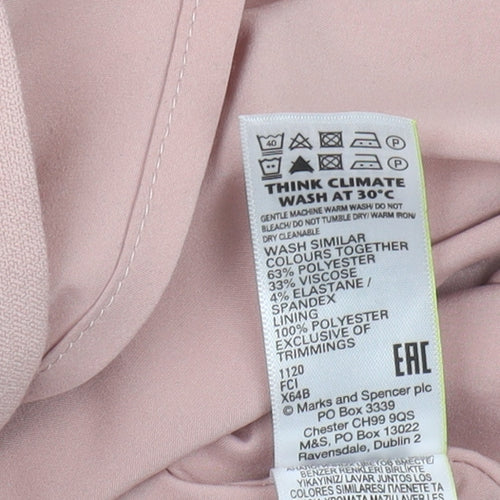 40 P
P
THINK CLIMATE
WASH AT 30°C
GENTLE MACHINE WARM WASH/ DO NOT
BLEACH/ DO NOT TUMBLE DRY/ WARM IRON/
DRY CLEANABLE
WASH SIMILAR
COLOURS TOGETHER
63% POLYESTER
33% VISCOSE
4% ELASTANE /
SPANDEX
LINING
100% POLYESTER
EXCLUSIVE OF
TRIMMINGS
1120
FCI
X64B
EAC
© Marks and Spencer plc
PO Box 3339
Chester CH99 9QS
M&S, PO Box 13022
Ravensdale, Dublin 2
BENZER RENKLERI BIRLIKTE
YIKAYINIZ/ LAVAR JUNTOS LOS
COLORES SIMILARES/ ΠΛΕΝΕΤΕ ΤΑ